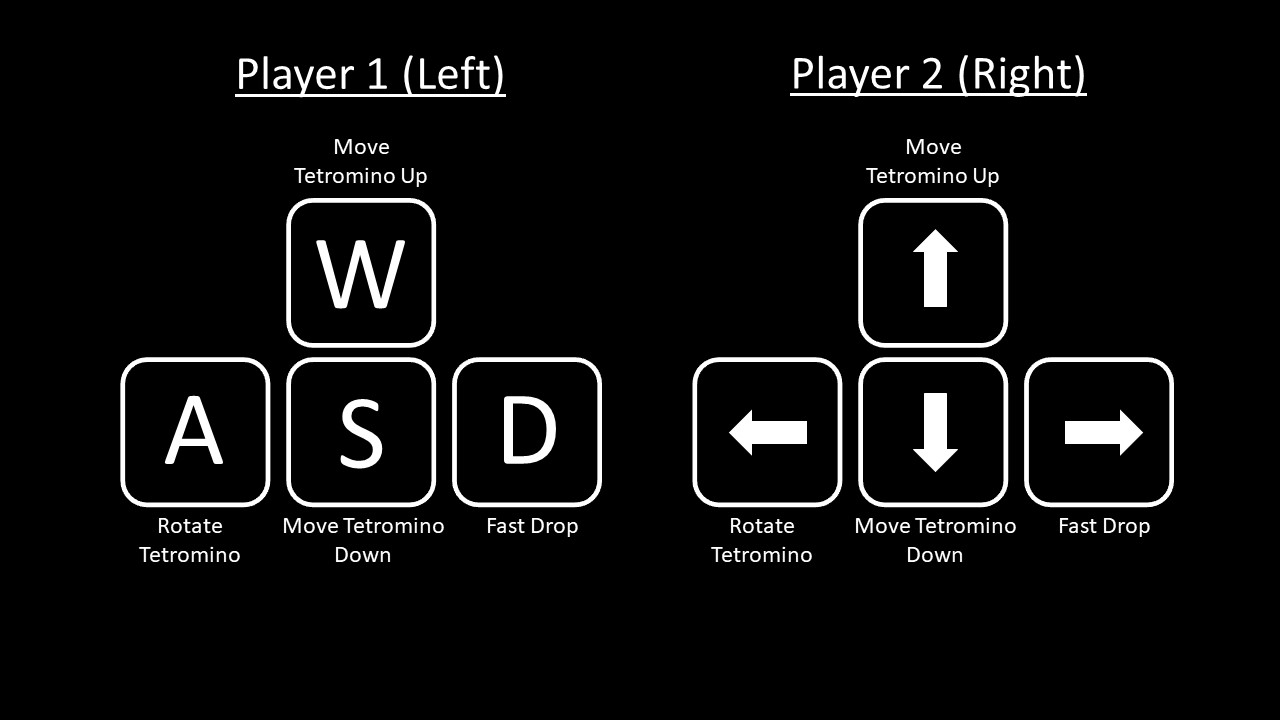 Player 1 (Left)
Move
Tetromino Up
W
A
S
D
Rotate
Tetromino
Move Tetromino
Down
Fast Drop
Player 2 (Right)
Move
Tetromino Up
Rotate
Tetromino
Move Tetromino
Down
Fast Drop